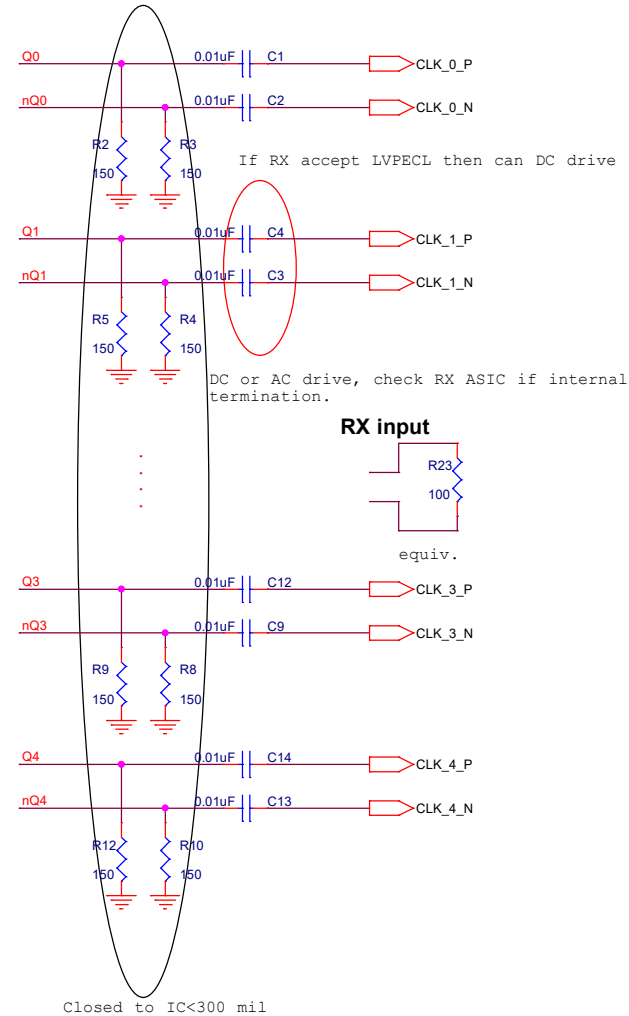 Q0 0.01uF C1 CLK_0_P
nQ0 0.01uF C2 CLK_0_N
R2 R3
150 150
If RX accept LVPECL then can DC drive
Q1 0.01uF C4 CLK_1_P
nQ1 0.01uF C3 CLK_1_N
R5 R4
150 150
DC or AC drive, check RX ASIC if internal
termination.
RX input
R23
100
equiv.
Q3 0.01uF C12 CLK_3_P
nQ3 0.01uF C9 CLK_3_N
R9 R8
150 150
Q4 0.01uF C14 CLK_4_P
nQ4 0.01uF C13 CLK_4_N
R12 R10
150 150
Closed to IC<300 mil